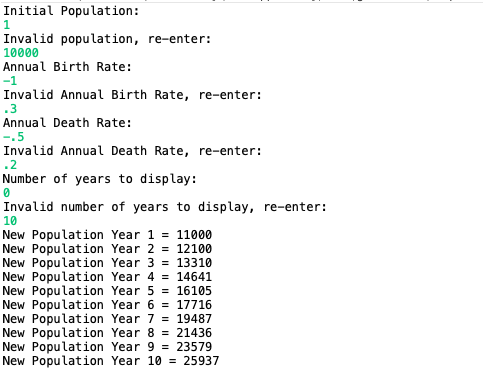 Initial Population:
1
Invalid population, re-enter:
10000
Annual Birth Rate:
-1
Invalid Annual Birth Rate, re-enter:
.3
Annual Death Rate:
-.5
Invalid Annual Death Rate, re-enter:
.2
Number of years to display:
0
Invalid number of years to display, re-enter:
10
New Population Year 1 = 11000
New Population Year 2 = 12100
New Population Year 3 = 13310
New Population Year 4 = 14641
New Population Year 5 = 16105
New Population Year 6 = 17716
New Population Year 7 = 19487
New Population Year 8 = 21436
New Population Year 9 = 23579
New Population Year 10 = 25937